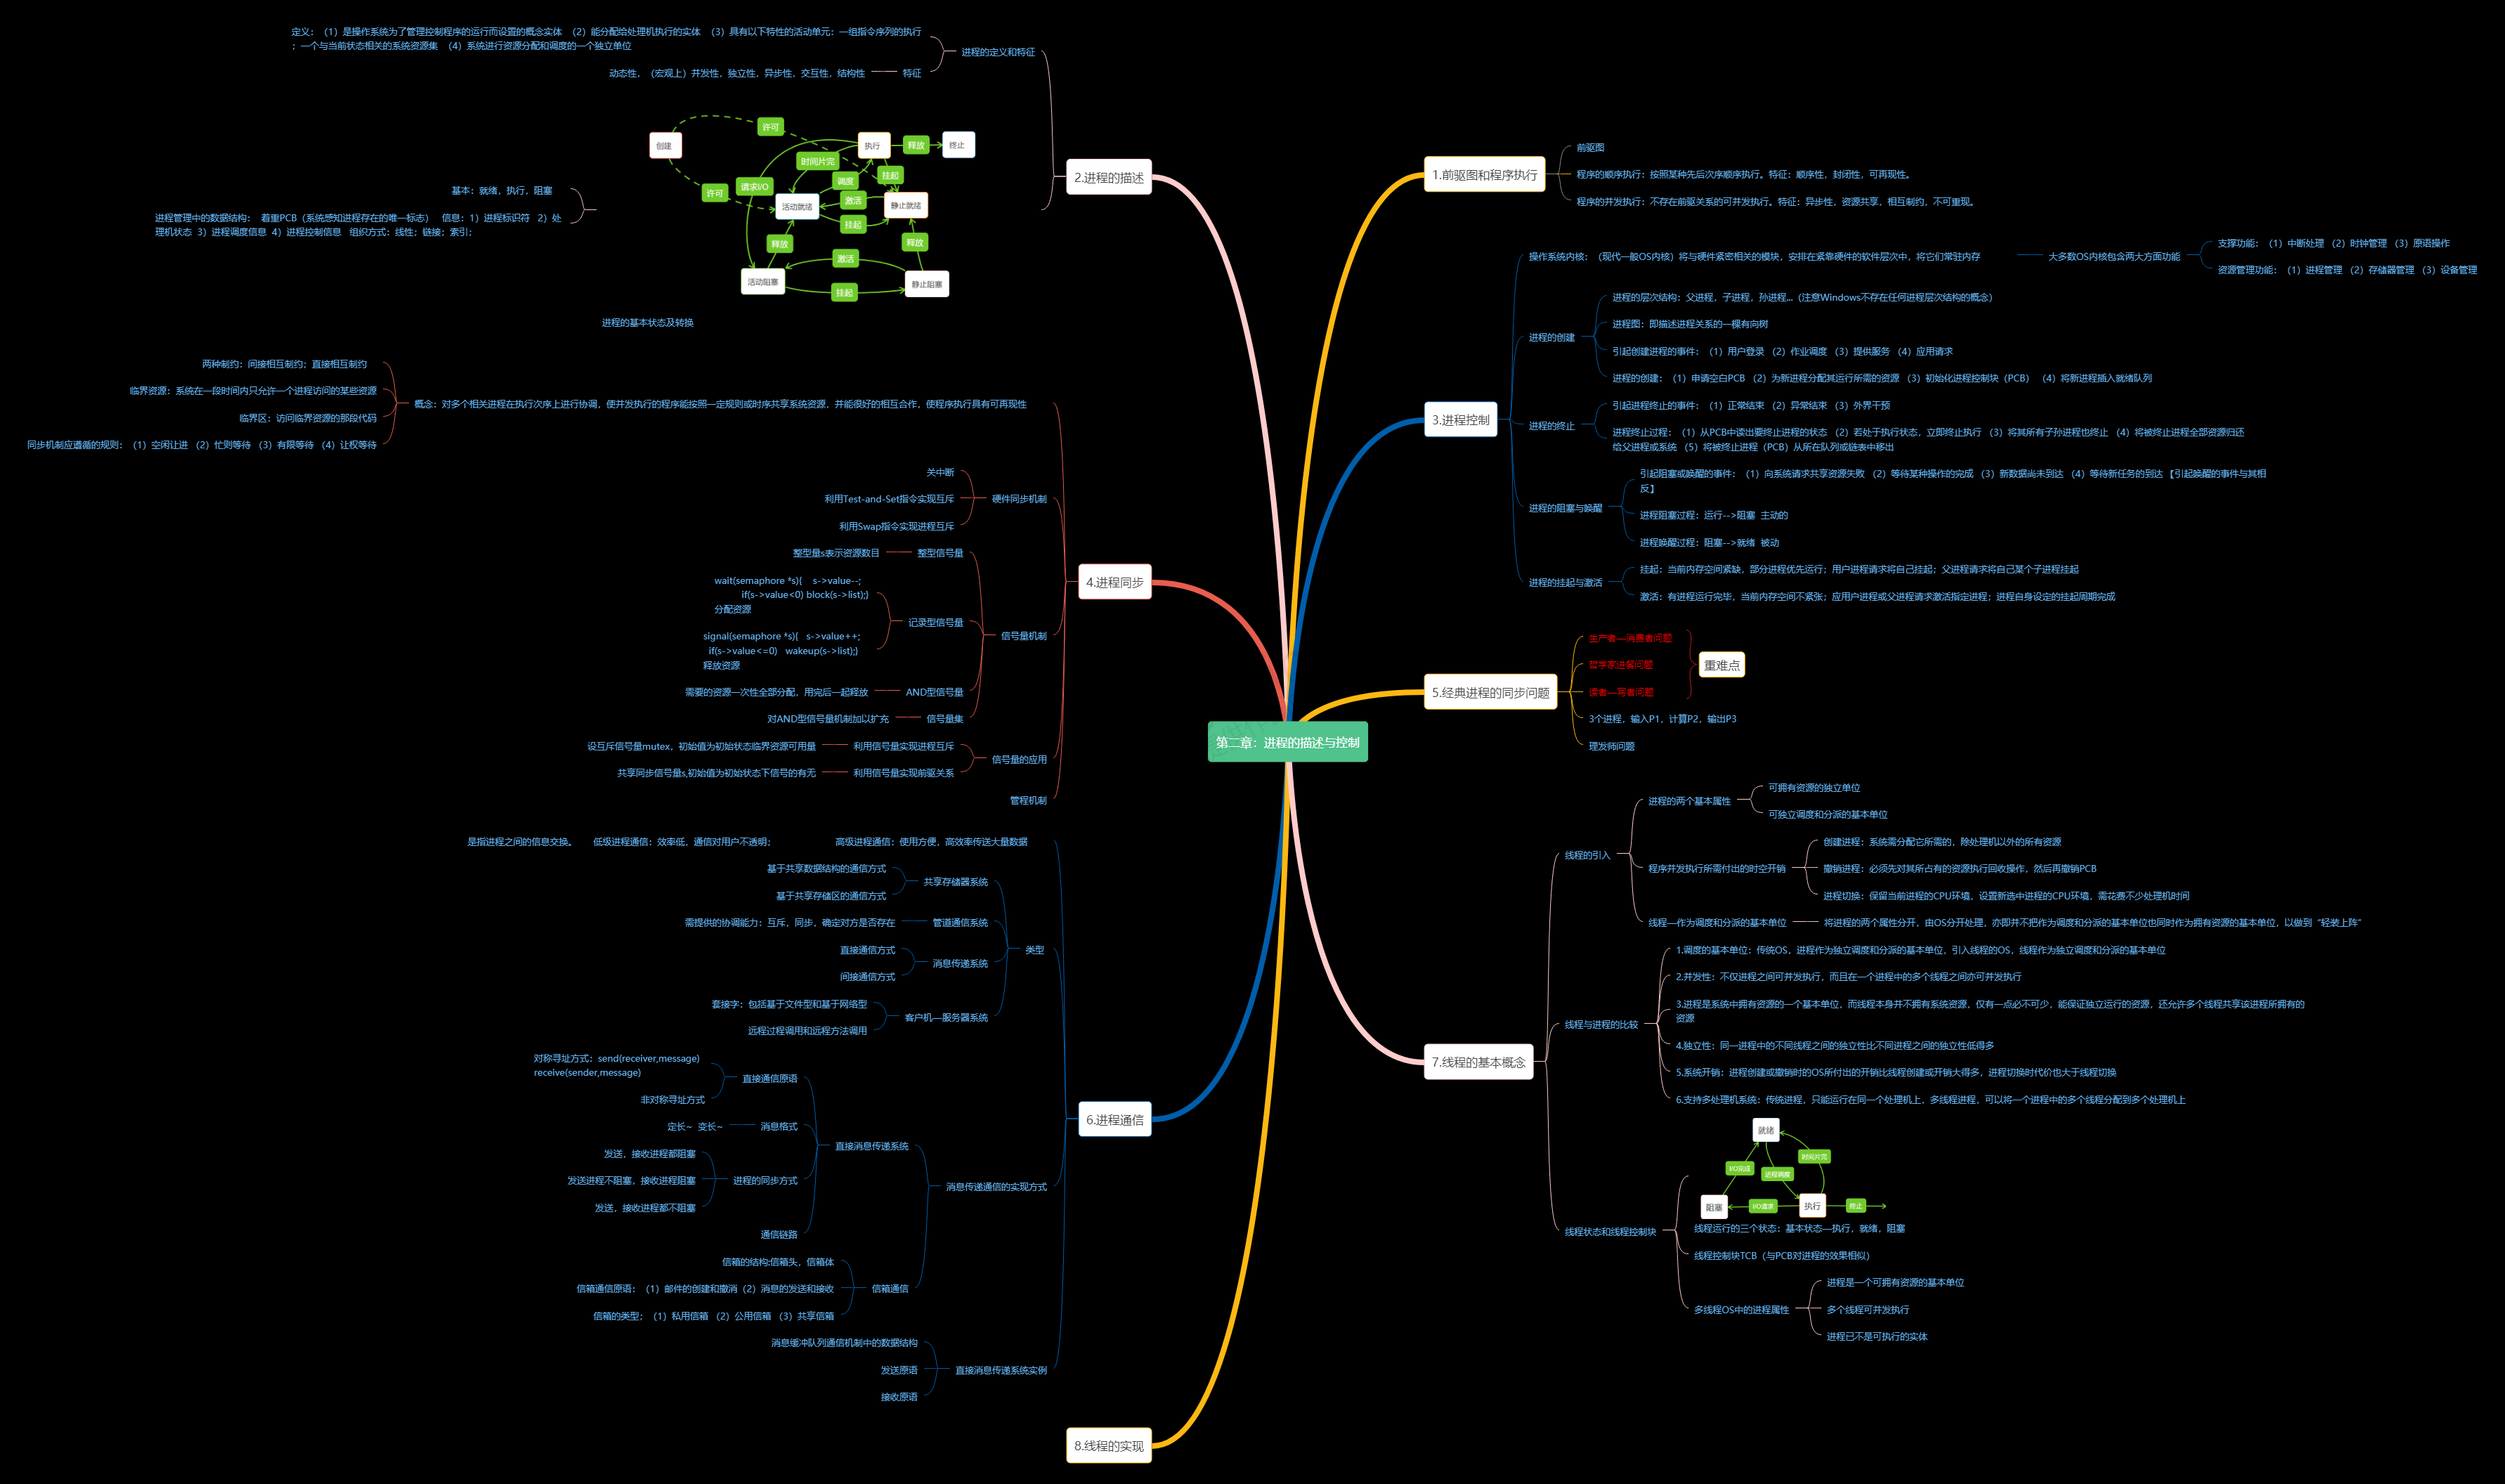 第二章：进程的描述与控制
1.前驱图和程序执行
前驱图
程序的顺序执行：按照某种先后次序顺序执行。特征：顺序性，封闭性，可再现性。
程序的并发执行：不存在前驱关系的可并发执行。特征：异步性，资源共享，相互制约，不可重现。
2.进程的描述
进程的定义和特征
定义：（1）是操作系统为了管理控制程序的运行而设置的概念实体 （2）能分配给处理机执行的实体 （3）具有以下特性的活动单元：一组指令序列的执行
；一个与当前状态相关的系统资源集 （4）系统进行资源分配和调度的一个独立单位
特征
动态性，（宏观上）并发性，独立性，异步性，交互性，结构性
创建
许可
执行
释放
终止
时间片完
请求I/O
调度
挂起
许可
活动就绪
激活
静止就绪
挂起
释放
释放
激活
活动阻塞
挂起
静止阻塞
进程的基本状态及转换
基本：就绪，执行，阻塞
进程管理中的数据结构： 着重PCB（系统感知进程存在的唯一标志） 信息：1）进程标识符 2）处
理机状态 3）进程调度信息 4）进程控制信息 组织方式：线性；链接；索引；
3.进程控制
操作系统内核：（现代一般OS内核）将与硬件紧密相关的模块，安排在紧靠硬件的软件层次中，将它们常驻内存
大多数OS内核包含两大方面功能
支撑功能：（1）中断处理 （2）时钟管理 （3）原语操作
资源管理功能：（1）进程管理 （2）存储器管理 （3）设备管理
进程的创建
进程的层次结构：父进程，子进程，孙进程...（注意Windows不存在任何进程层次结构的概念）
进程图：即描述进程关系的一棵有向树
引起创建进程的事件：（1）用户登录 （2）作业调度 （3）提供服务 （4）应用请求
进程的创建：（1）申请空白PCB （2）为新进程分配其运行所需的资源 （3）初始化进程控制块（PCB） （4）将新进程插入就绪队列
进程的终止
引起进程终止的事件：（1）正常结束 （2）异常结束 （3）外界干预
进程终止过程：（1）从PCB中读出要终止进程的状态 （2）若处于执行状态，立即终止执行 （3）将其所有子孙进程也终止 （4）将被终止进程全部资源归还
给父进程或系统 （5）将被终止进程（PCB）从所在队列或链表中移出
进程的阻塞与唤醒
引起阻塞或唤醒的事件：（1）向系统请求共享资源失败 （2）等待某种操作的完成 （3）新数据尚未到达 （4）等待新任务的到达 【引起唤醒的事件与其相
反】
进程阻塞过程：运行-->阻塞 主动的
进程唤醒过程：阻塞-->就绪 被动
进程的挂起与激活
挂起：当前内存空间紧缺，部分进程优先运行；用户进程请求将自己挂起；父进程请求将自己某个子进程挂起
激活：有进程运行完毕，当前内存空间不紧张；应用户进程或父进程请求激活指定进程；进程自身设定的挂起周期完成
4.进程同步
概念：对多个相关进程在执行次序上进行协调，使并发执行的程序能按照一定规则或时序共享系统资源，并能很好的相互合作，使程序执行具有可再现性
两种制约：间接相互制约；直接相互制约
临界资源：系统在一段时间内只允许一个进程访问的某些资源
临界区：访问临界资源的那段代码
同步机制应遵循的规则：（1）空闲让进 （2）忙则等待 （3）有限等待 （4）让权等待
硬件同步机制
关中断
利用Test-and-Set指令实现互斥
利用Swap指令实现进程互斥
信号量机制
整型信号量
整型量s表示资源数目
记录型信号量
wait(semaphore *s){ s->value--;
if(s->value<0) block(s->list);}
分配资源
signal(semaphore *s){ s->value++;
if(s->value<=0) wakeup(s->list);}
释放资源
AND型信号量
需要的资源一次性全部分配，用完后一起释放
信号量集
对AND型信号量机制加以扩充
信号量的应用
利用信号量实现进程互斥
设互斥信号量mutex，初始值为初始状态临界资源可用量
利用信号量实现前驱关系
共享同步信号量s,初始值为初始状态下信号的有无
管程机制
5.经典进程的同步问题
生产者—消费者问题
哲学家进餐问题
读者—写者问题
重难点
3个进程，输入P1，计算P2，输出P3
理发师问题
6.进程通信
是指进程之间的信息交换。 低级进程通信：效率低，通信对用户不透明； 高级进程通信：使用方便，高效率传送大量数据
类型
共享存储器系统
基于共享数据结构的通信方式
基于共享存储区的通信方式
管道通信系统
需提供的协调能力：互斥，同步，确定对方是否存在
消息传递系统
直接通信方式
间接通信方式
客户机—服务器系统
套接字：包括基于文件型和基于网络型
远程过程调用和远程方法调用
消息传递通信的实现方式
直接消息传递系统
直接通信原语
对称寻址方式：send(receiver,message)
receive(sender,message)
非对称寻址方式
消息格式
定长~ 变长~
进程的同步方式
发送，接收进程都阻塞
发送进程不阻塞，接收进程阻塞
发送，接收进程都不阻塞
通信链路
信箱通信
信箱的结构:信箱头，信箱体
信箱通信原语：（1）邮件的创建和撤消（2）消息的发送和接收
信箱的类型；（1）私用信箱 （2）公用信箱 （3）共享信箱
直接消息传递系统实例
消息缓冲队列通信机制中的数据结构
发送原语
接收原语
7.线程的基本概念
线程的引入
进程的两个基本属性
可拥有资源的独立单位
可独立调度和分派的基本单位
程序并发执行所需付出的时空开销
创建进程：系统需分配它所需的，除处理机以外的所有资源
撤销进程：必须先对其所占有的资源执行回收操作，然后再撤销PCB
进程切换：保留当前进程的CPU环境，设置新选中进程的CPU环境，需花费不少处理机时间
线程—作为调度和分派的基本单位
将进程的两个属性分开，由OS分开处理，亦即并不把作为调度和分派的基本单位也同时作为拥有资源的基本单位，以做到“轻装上阵”
线程与进程的比较
1.调度的基本单位：传统OS，进程作为独立调度和分派的基本单位，引入线程的OS，线程作为独立调度和分派的基本单位
2.并发性：不仅进程之间可并发执行，而且在一个进程中的多个线程之间亦可并发执行
3.进程是系统中拥有资源的一个基本单位，而线程本身并不拥有系统资源，仅有一点必不可少，能保证独立运行的资源，还允许多个线程共享该进程所拥有的
资源
4.独立性：同一进程中的不同线程之间的独立性比不同进程之间的独立性低得多
5.系统开销：进程创建或撤销时的OS所付出的开销比线程创建或开销大得多，进程切换时代价也大于线程切换
6.支持多处理机系统：传统进程，只能运行在同一个处理机上，多线程进程，可以将一个进程中的多个线程分配到多个处理机上
线程状态和线程控制块
就绪
时间片完
I/O完成
进程调度
阻塞
I/O请求
执行
终止
线程运行的三个状态：基本状态—执行，就绪，阻塞
线程控制块TCB（与PCB对进程的效果相似）
多线程OS中的进程属性
进程是一个可拥有资源的基本单位
多个线程可并发执行
进程已不是可执行的实体
8.线程的实现